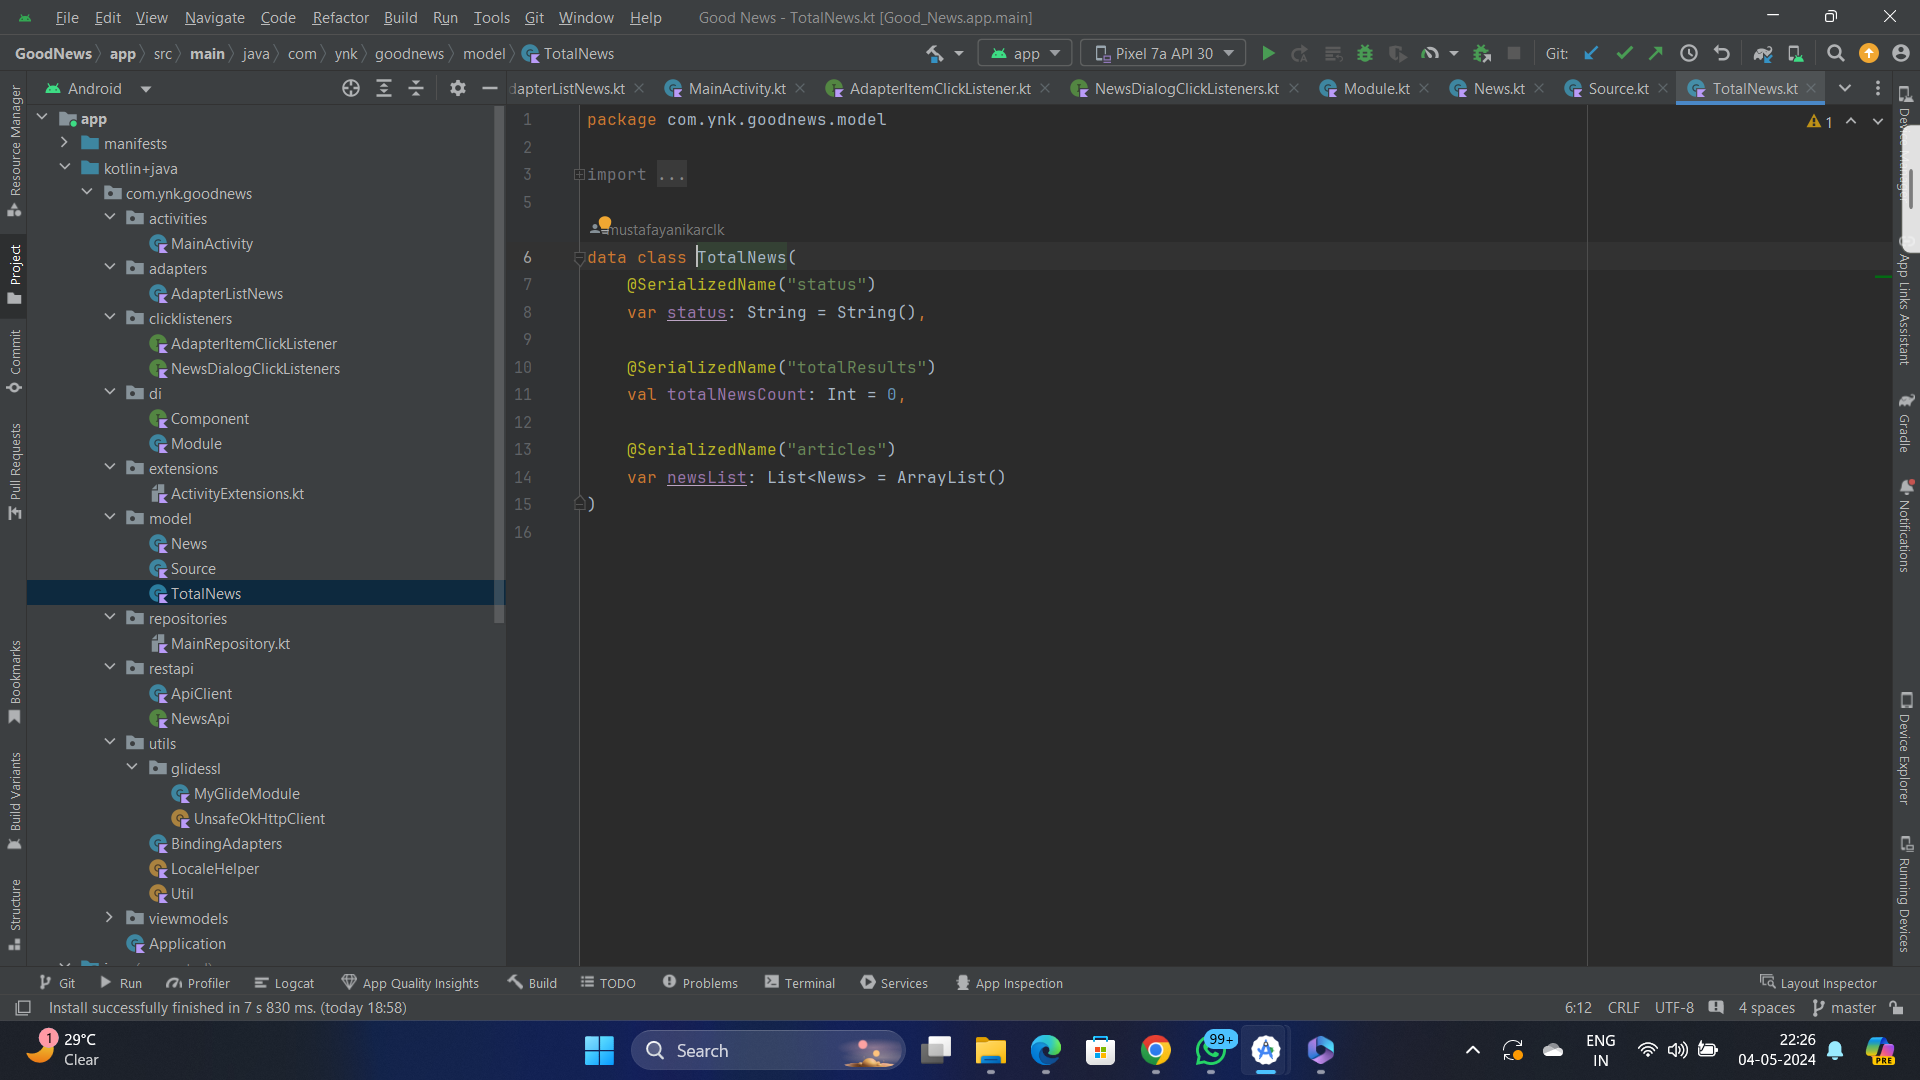 File Edit View Navigate Code Refactor Build Run Tools Git Window Help Good News - TotalNews.kt [Good_News.app.main]
GoodNews app src main java com ynk goodnews model TotalNews app Pixel 7a API 30 Git:
Android dapterListNews.kt MainActivity.kt AdapterItemClickListener.kt NewsDialogClickListeners.kt Module.kt News.kt Source.kt TotalNews.kt
Resource Manager
Project
Commit
Pull Requests
Bookmarks
Build Variants
Structure
app
manifests
kotlin+java
com.ynk.goodnews
activities
MainActivity
adapters
AdapterListNews
clicklisteners
AdapterItemClickListener
NewsDialogClickListeners
di
Component
Module
extensions
ActivityExtensions.kt
model
News
Source
TotalNews
repositories
MainRepository.kt
restapi
ApiClient
NewsApi
utils
glidessl
MyGlideModule
UnsafeOkHttpClient
BindingAdapters
LocaleHelper
Util
viewmodels
Application
1 package com.ynk.goodnews.model
2
3 import ...
5
mustafayanikarclk
6 data class TotalNews(
7 @SerializedName("status")
8 var status: String = String(),
9
10 @SerializedName("totalResults")
11 val totalNewsCount: Int = 0,
12
13 @SerializedName("articles")
14 var newsList: List<News> = ArrayList()
15 )
16
1
Device Manager
App Links Assistant
Gradle
Notifications
Device Explorer
Running Devices
Git Run Profiler Logcat App Quality Insights Build TODO Problems Terminal Services App Inspection Layout Inspector
Install successfully finished in 7 s 830 ms. (today 18:58) 6:12 CRLF UTF-8 4 spaces master
1 29°C
Clear
Search
99+
ENG
IN
22:26
04-05-2024
PRE